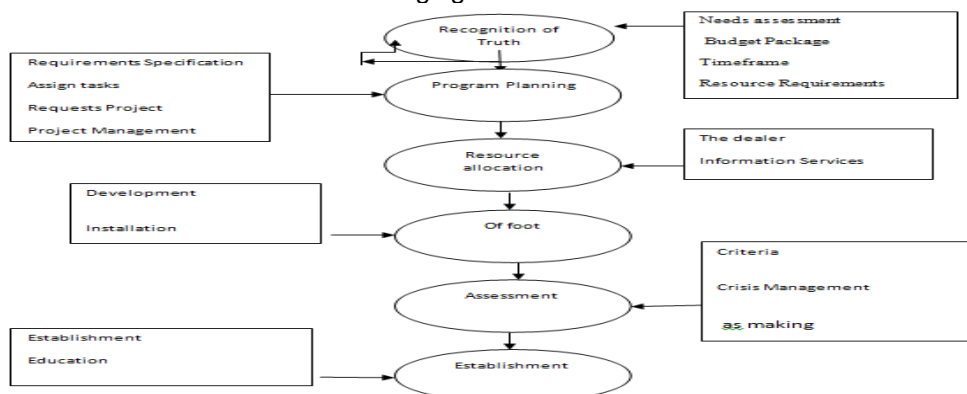 Recognition of
Truth
Needs assessment
Budget Package
Timeframe
Resource Requirements
Requirements Specification
Assign tasks
Requests Project
Project Management
Program Planning
Resource
allocation
The dealer
Information Services
Development
Installation
Of foot
Criteria
Crisis Management
as making
Assessment
Establishment
Education
Establishment